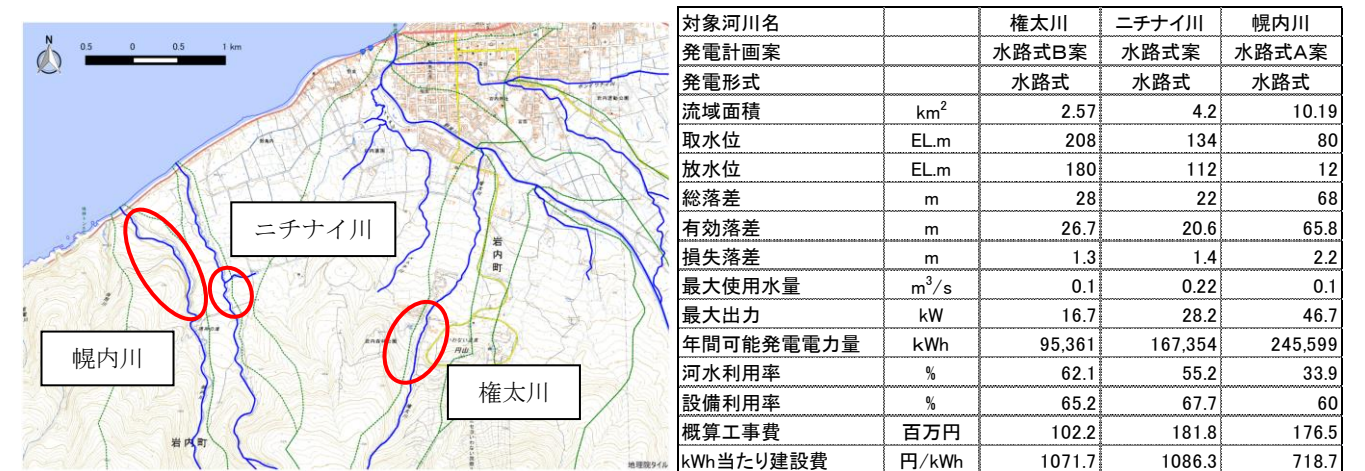 N
0.5 0 0.5 1 km
ニチナイ川
幌内川
権太川
岩内町
岩内町
円山
地理院タイル
対象河川名 権太川 ニチナイ川 幌内川
発電計画案 水路式B案 水路式案 水路式A案
発電形式 水路式 水路式 水路式
流域面積 km² 2.57 4.2 10.19
取水位 EL.m 208 134 80
放水位 EL.m 180 112 12
総落差 m 28 22 68
有効落差 m 26.7 20.6 65.8
損失落差 m 1.3 1.4 2.2
最大使用水量 m³/s 0.1 0.22 0.1
最大出力 kW 16.7 28.2 46.7
年間可能発電電力量 kWh 95,361 167,354 245,599
河水利用率 % 62.1 55.2 33.9
設備利用率 % 65.2 67.7 60
概算工事費 百万円 102.2 181.8 176.5
kWh当たり建設費 円/kWh 1071.7 1086.3 718.7